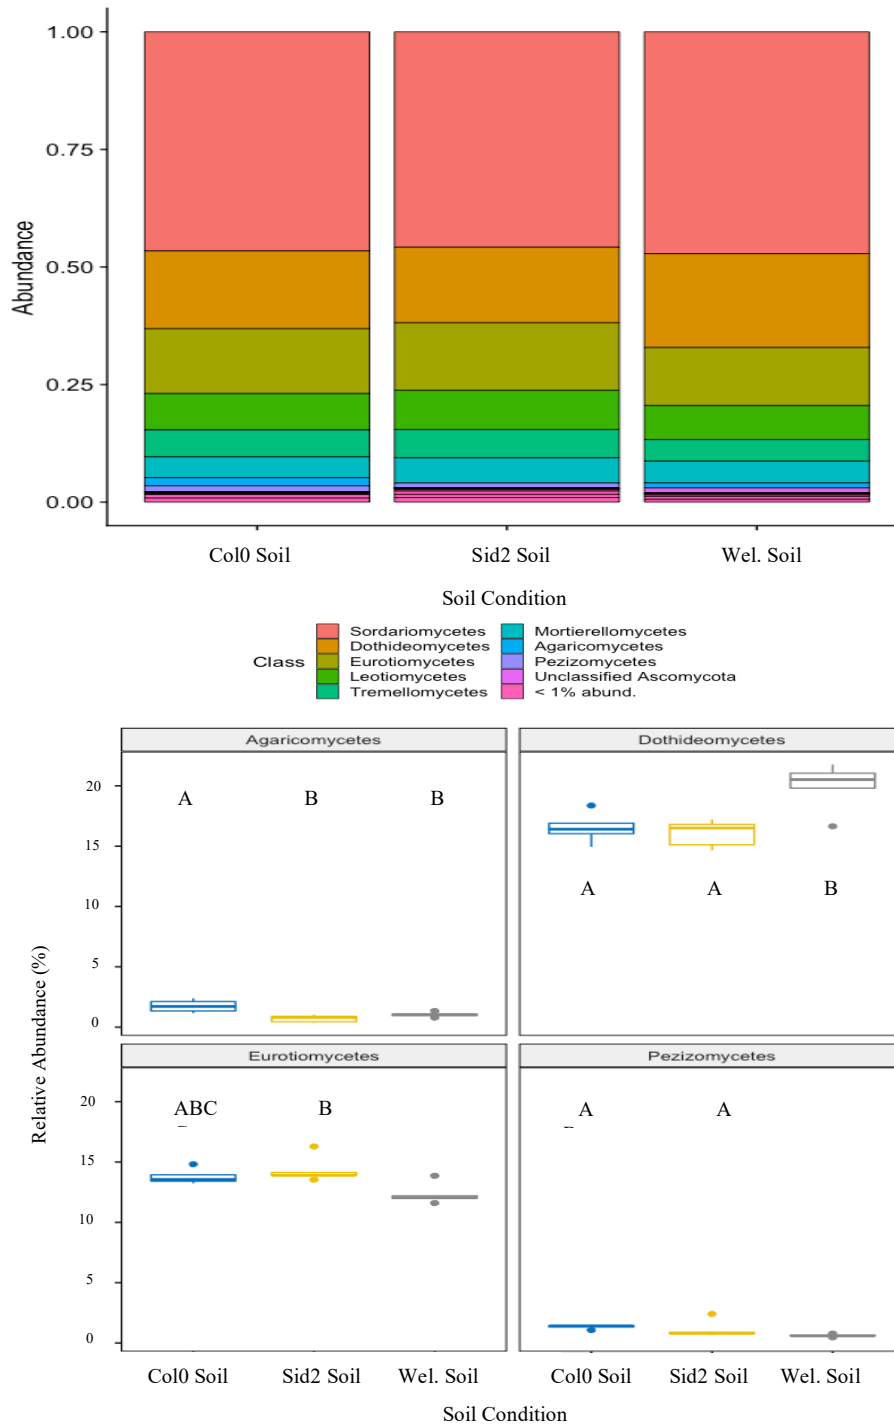 1.00
0.75
0.50
0.25
0.00
Abundance
Col0 Soil Sid2 Soil Wel. Soil
Soil Condition
Class
Sordariomycetes Mortierellomycetes
Dothideomycetes Agaricomycetes
Eurotiomycetes Pezizomycetes
Leotiomycetes Unclassified Ascomycota
Tremellomycetes < 1% abund.
Relative Abundance (%)
Agaricomycetes Dothideomycetes
20
15
10
5
0
A B B
A A B
Eurotiomycetes Pezizomycetes
20
15
10
5
0
ABC B
A A
Col0 Soil Sid2 Soil Wel. Soil Col0 Soil Sid2 Soil Wel. Soil
Soil Condition